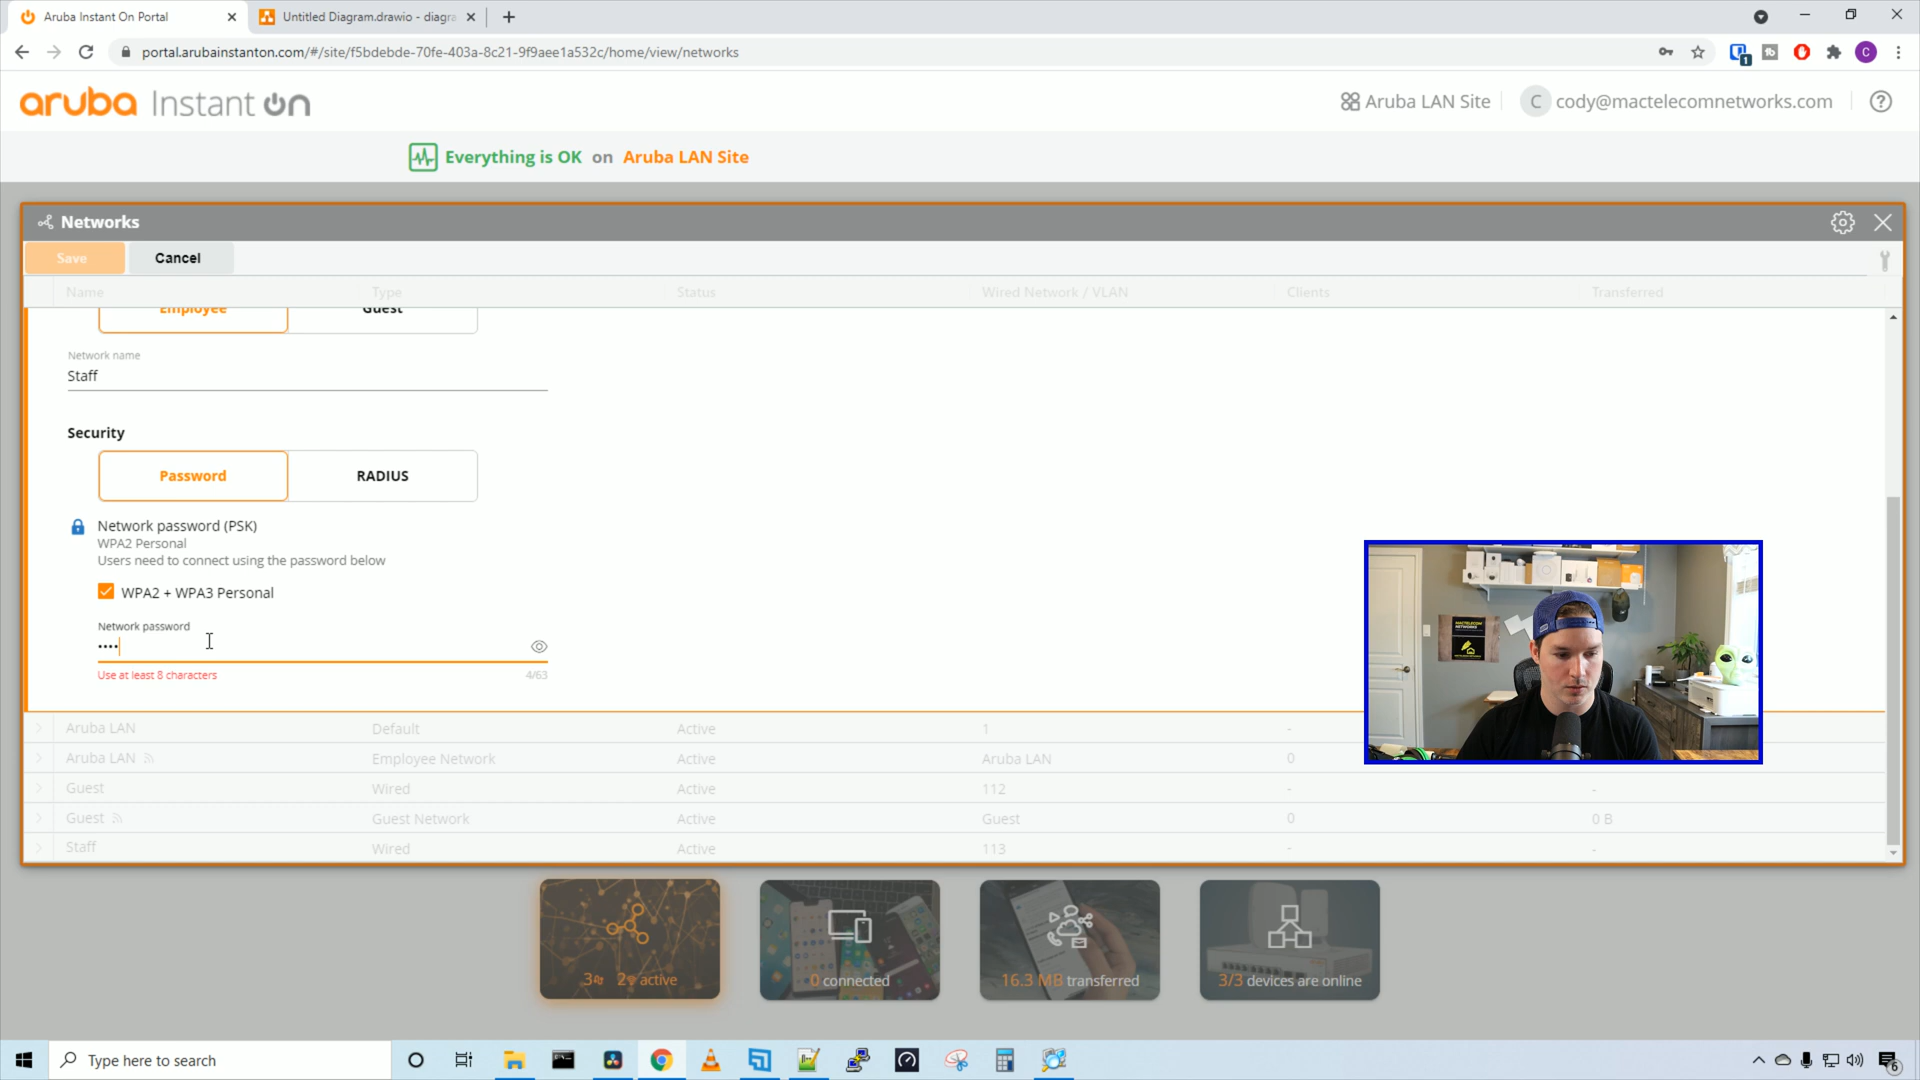 Aruba Instant On Portal
Untitled Diagram.drawio - diagra
portal.arubainstanton.com/#/site/f5bdebde-70fe-403a-8c21-9f9aee1a532c/home/view/networks
aruba Instant On
Aruba LAN Site
C
cody@mactelecomnetworks.com
Everything is OK on Aruba LAN Site
Networks
Save
Cancel
Name
Type
Status
Wired Network / VLAN
Clients
Transferred
Employee
Guest
Network name
Staff
Security
Password
RADIUS
Network password (PSK)
WPA2 Personal
Users need to connect using the password below
WPA2 + WPA3 Personal
Network password
••••
Use at least 8 characters
4/63
Aruba LAN Default Active 1 -
Aruba LAN Employee Network Active Aruba LAN 0
Guest Wired Active 112 - -
Guest Guest Network Active Guest 0 0 B
Staff Wired Active 113 - -
MACTELECOM
NETWORKS
3 2 active
0 connected
16.3 MB transferred
3/3 devices are online
Type here to search
6